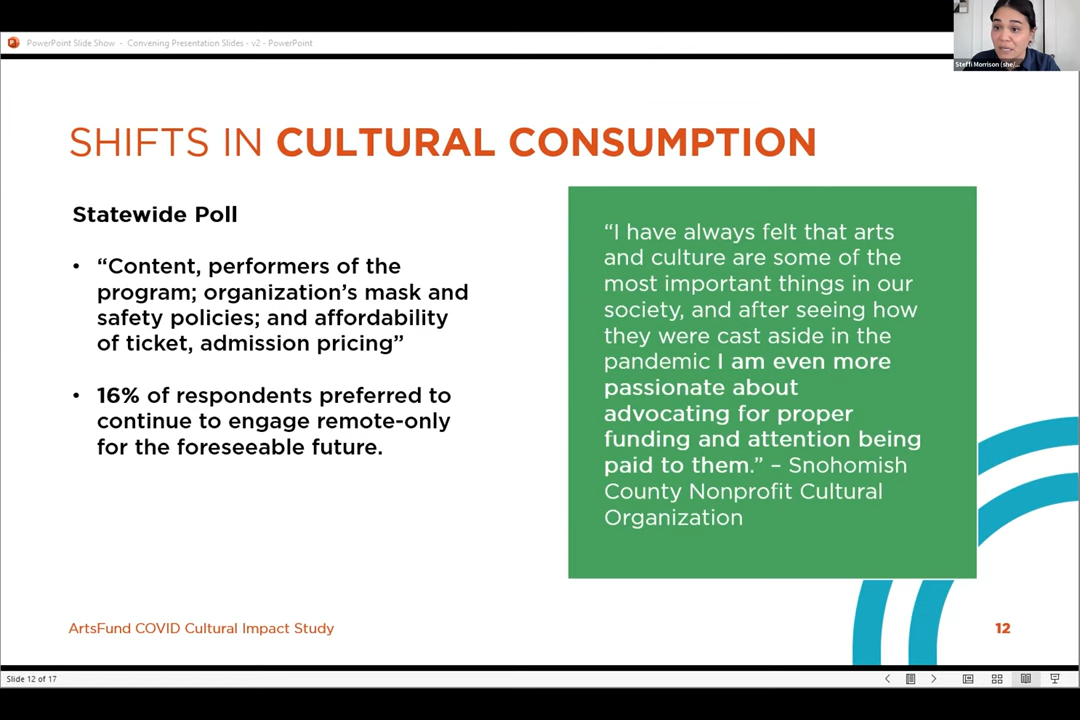 PowerPoint Slide Show - Convening Presentation Slides - v2 - PowerPoint
Steffi Morrison (she/...
SHIFTS IN CULTURAL CONSUMPTION
Statewide Poll
• “Content, performers of the
program; organization’s mask and
safety policies; and affordability
of ticket, admission pricing”
• 16% of respondents preferred to
continue to engage remote-only
for the foreseeable future.
“I have always felt that arts
and culture are some of the
most important things in our
society, and after seeing how
they were cast aside in the
pandemic I am even more
passionate about
advocating for proper
funding and attention being
paid to them.” – Snohomish
County Nonprofit Cultural
Organization
ArtsFund COVID Cultural Impact Study
12
Slide 12 of 17